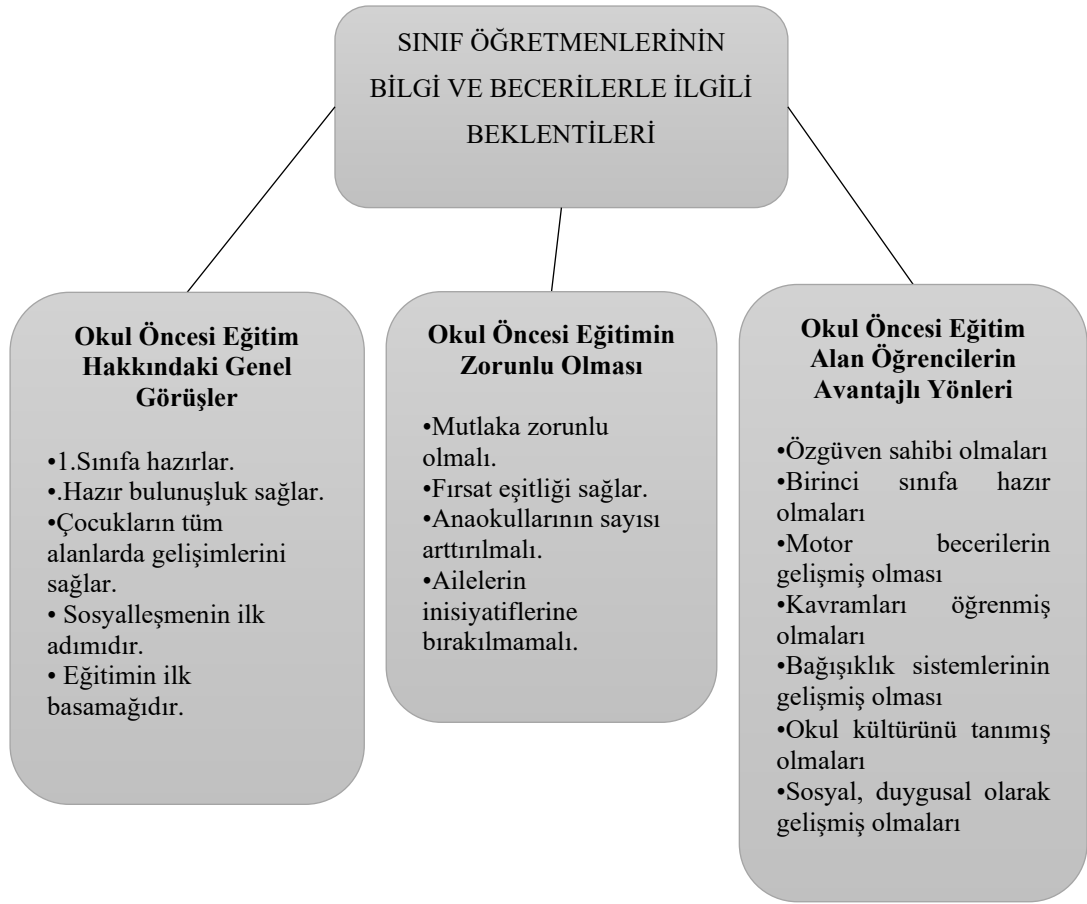 SINIF ÖĞRETMENLERİNİN
BİLGİ VE BECERİLERLE İLGİLİ
BEKLENTİLERİ
Okul Öncesi Eğitim
Hakkındaki Genel
Görüşler
•1.Sınıfa hazırlar.
•.Hazır bulunuşluk sağlar.
•Çocukların tüm
alanlarda gelişimlerini
sağlar.
• Sosyalleşmenin ilk
adımıdır.
• Eğitimin ilk
basamağıdır.
Okul Öncesi Eğitimin
Zorunlu Olması
•Mutlaka zorunlu
olmalı.
•Fırsat eşitliği sağlar.
•Anaokullarının sayısı
arttırılmalı.
•Ailelerin
inisiyatiflerine
bırakılmamalı.
Okul Öncesi Eğitim
Alan Öğrencilerin
Avantajlı Yönleri
•Özgüven sahibi olmaları
•Birinci sınıfa hazır
olmaları
•Motor becerilerin
gelişmiş olması
•Kavramları öğrenmiş
olmaları
•Bağışıklık sistemlerinin
gelişmiş olması
•Okul kültürünü tanımış
olmaları
•Sosyal, duygusal olarak
gelişmiş olmaları